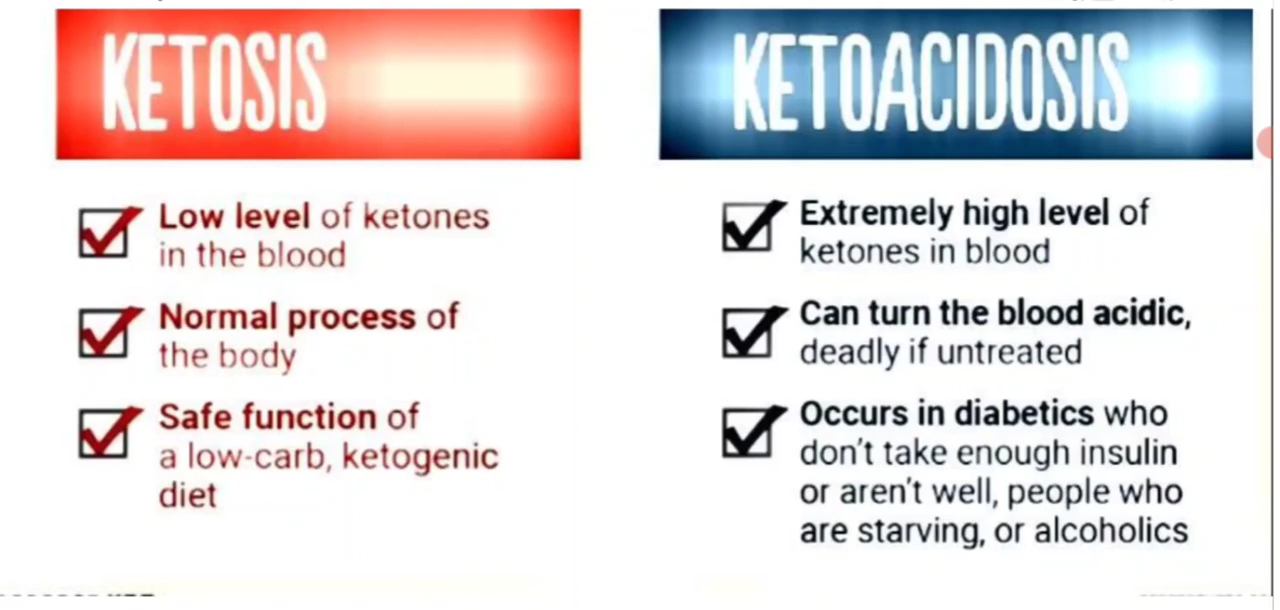 KETOSIS
Low level of ketones
in the blood
Normal process of
the body
Safe function of
a low-carb, ketogenic
diet
KETOACIDOSIS
Extremely high level of
ketones in blood
Can turn the blood acidic,
deadly if untreated
Occurs in diabetics who
don't take enough insulin
or aren't well, people who
are starving, or alcoholics